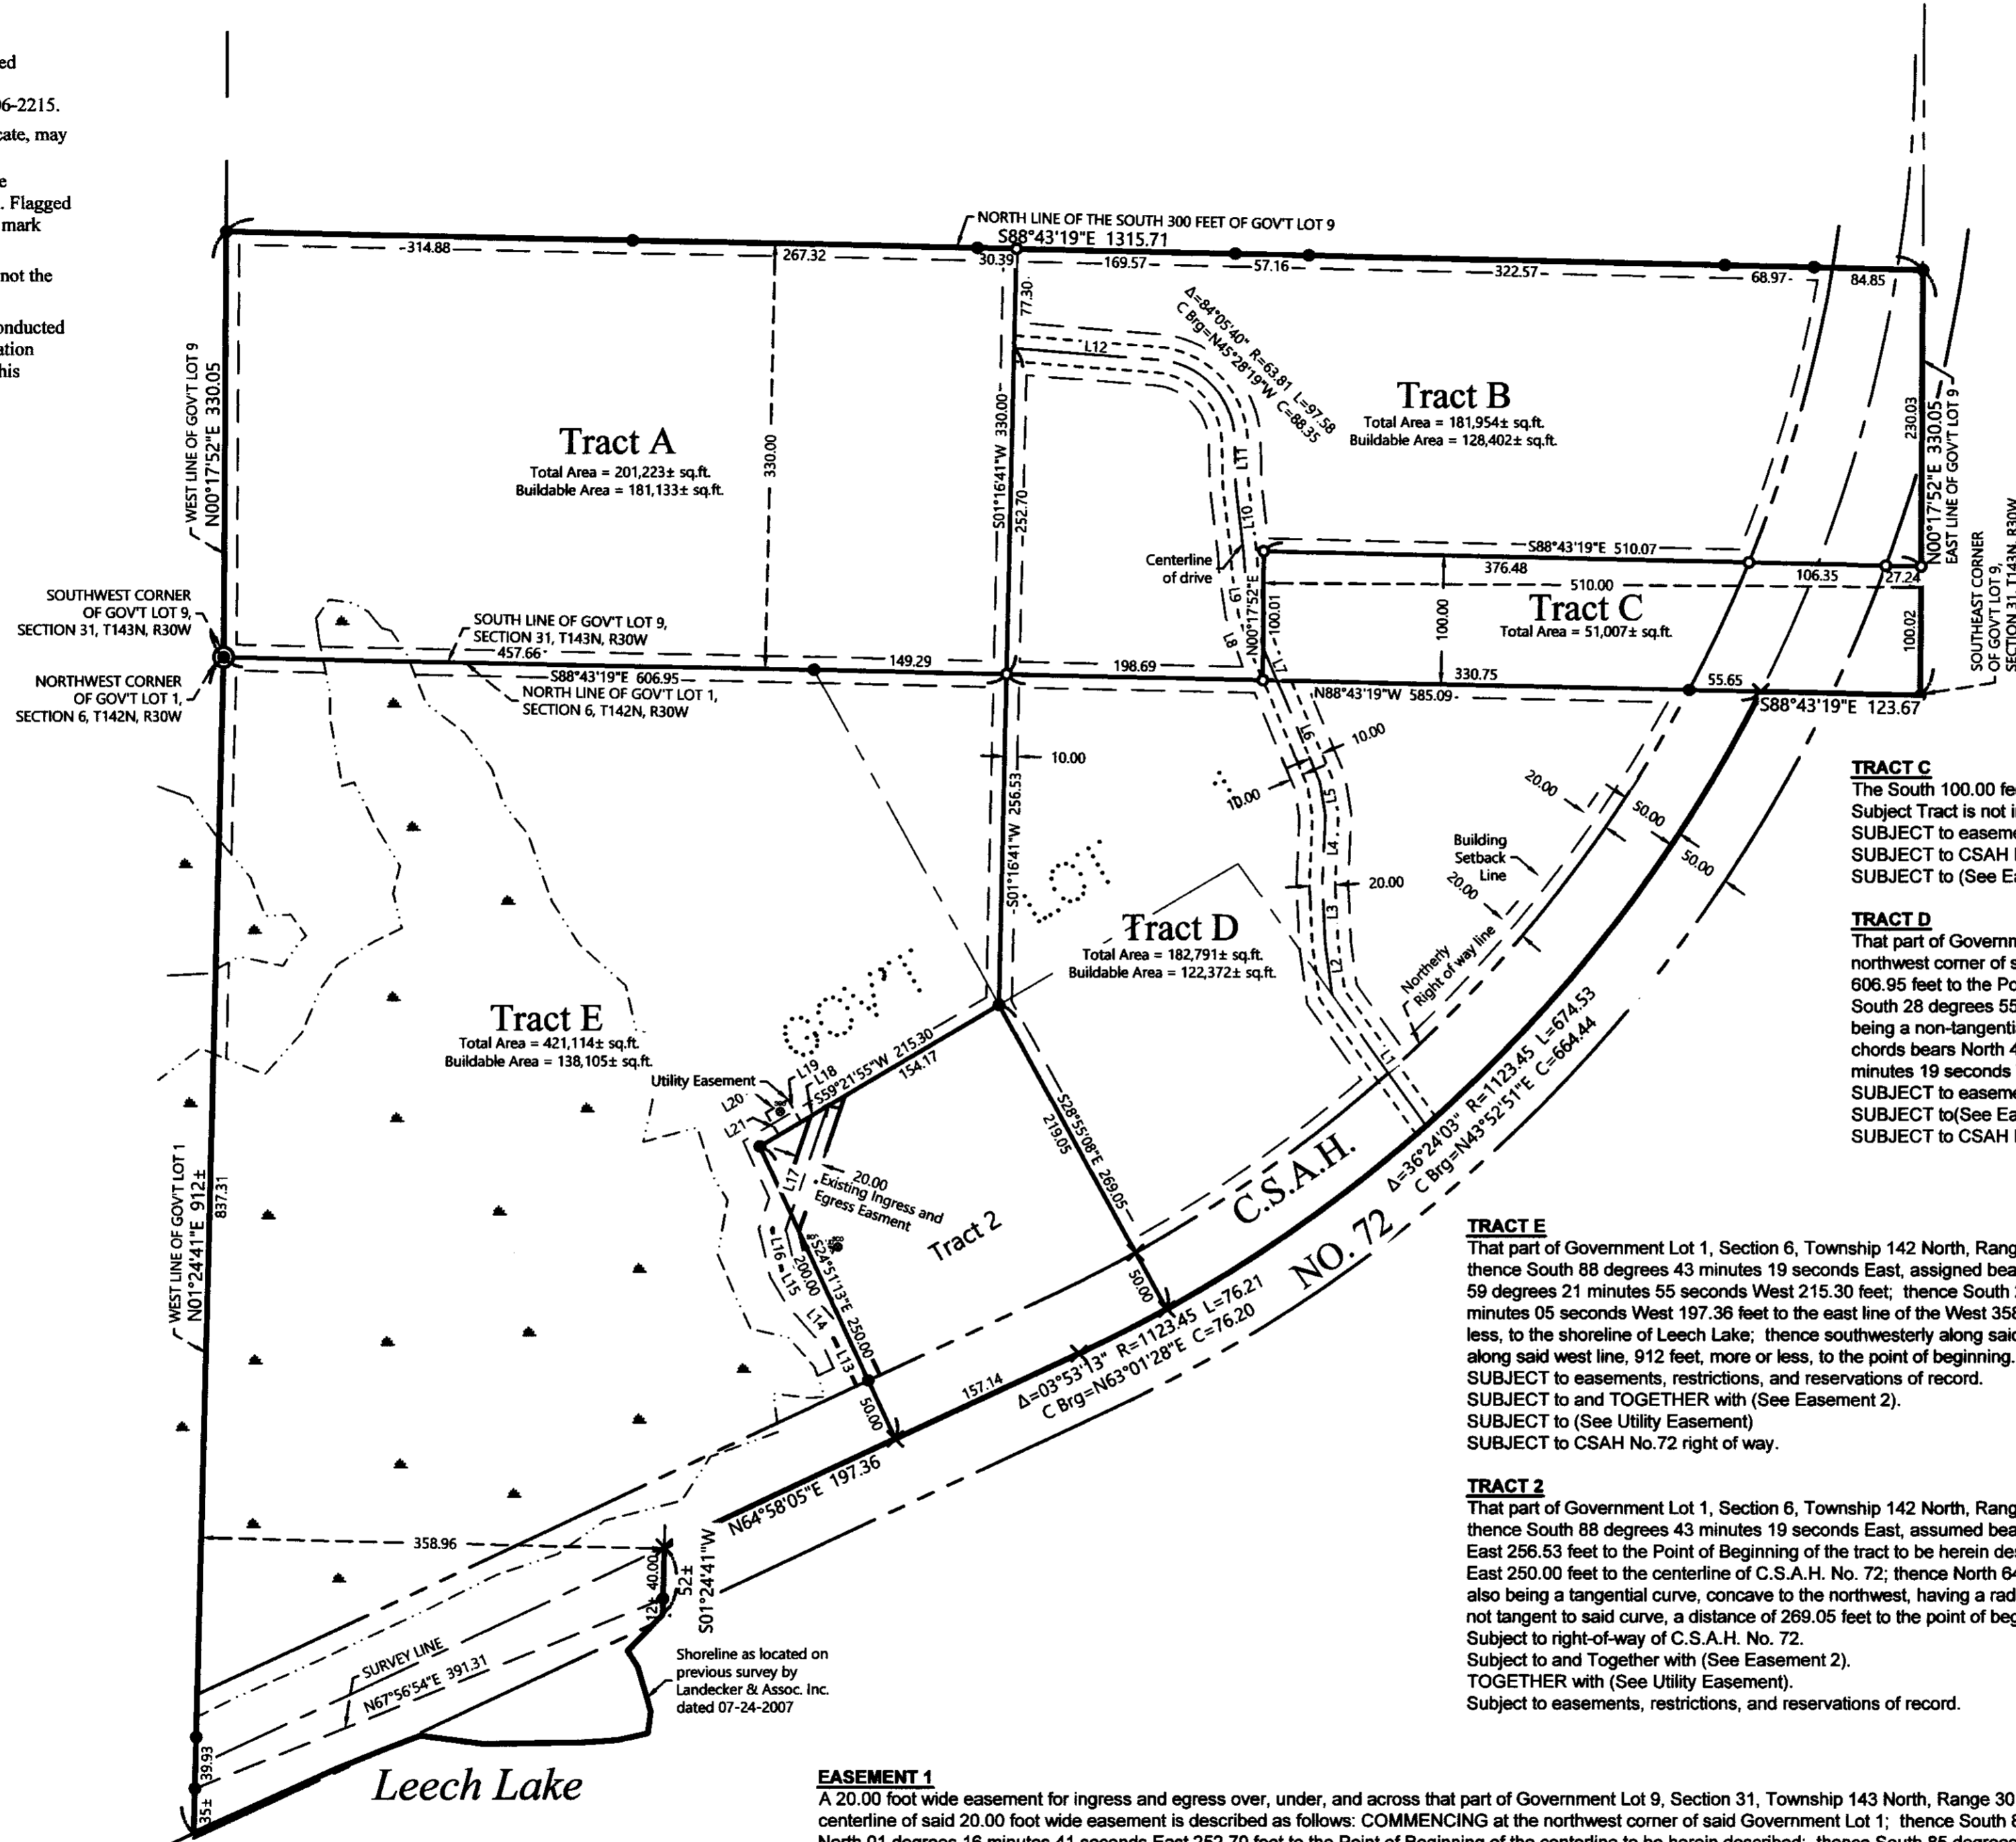 ed
06-2215.
cate, may
e
. Flagged
mark
not the
onducted
ation
his
NORTH LINE OF THE SOUTH 300 FEET OF GOV'T LOT 9
S88°43'19"E 1315.71
314.88
267.32
30.39
169.57
57.16
322.57
68.97
84.85
WEST LINE OF GOV'T LOT 9
N00°17'52"E 330.05
330.00
77.30
S01°16'41"W 330.00
252.70
L12
Δ=84°05'40" R=63.81 L=97.58
C Brg=N45°28'19"W C=88.35
L11
L10
L9
L8
L7
Tract A
Total Area = 201,223± sq.ft.
Buildable Area = 181,133± sq.ft.
Tract B
Total Area = 181,954± sq.ft.
Buildable Area = 128,402± sq.ft.
230.03
N00°17'52"E 330.05
EAST LINE OF GOV'T LOT 9
Centerline
of drive
S88°43'19"E 510.07
376.48
106.35
27.24
510.00
N00°17'52"E
100.01
100.00
Tract C
Total Area = 51,007± sq.ft.
100.02
SOUTHEAST CORNER
OF GOV'T LOT 9,
SECTION 31, T143N, R30W
SOUTHWEST CORNER
OF GOV'T LOT 9,
SECTION 31, T143N, R30W
NORTHWEST CORNER
OF GOV'T LOT 1,
SECTION 6, T142N, R30W
SOUTH LINE OF GOV'T LOT 9,
SECTION 31, T143N, R30W
457.66
149.29
198.69
330.75
55.65
S88°43'19"E 606.95
NORTH LINE OF GOV'T LOT 1,
SECTION 6, T142N, R30W
N88°43'19"W 585.09
S88°43'19"E 123.67
10.00
S01°16'41"W 256.53
L6
10.00
10.00
L5
L4
20.00
L3
L2
L1
20.00
50.00
50.00
Building
Setback
Line
20.00
Northerly
Right of way line
GOV'T LOT 1
Tract D
Total Area = 182,791± sq.ft.
Buildable Area = 122,372± sq.ft.
Tract E
Total Area = 421,114± sq.ft.
Buildable Area = 138,105± sq.ft.
Utility Easement
L19
L18
L20
L21
S59°21'55"W 215.30
154.17
S28°55'08"E 269.05
219.05
50.00
L17
20.00
Existing Ingress and
Egress Easment
Tract 2
L16
L15
L14
L13
S24°51'13"E 250.00
200.00
50.00
C.S.A.H.
NO. 72
Δ=36°24'03" R=1123.45 L=674.53
C Brg=N43°52'51"E C=664.44
Δ=03°53'13" R=1123.45 L=76.21
C Brg=N63°01'28"E C=76.20
157.14
N64°58'05"E 197.36
WEST LINE OF GOV'T LOT 1
N01°24'41"E 912±
837.31
358.96
40.00
12±
52±
S01°24'41"W
SURVEY LINE
N67°56'54"E 391.31
39.93
35±
Shoreline as located on
previous survey by
Landecker & Assoc. Inc.
dated 07-24-2007
Leech Lake
TRACT C
The South 100.00 fe
Subject Tract is not i
SUBJECT to easeme
SUBJECT to CSAH
SUBJECT to (See Ea
TRACT D
That part of Governm
northwest corner of s
606.95 feet to the Po
South 28 degrees 55
being a non-tangenti
chords bears North 4
minutes 19 seconds
SUBJECT to easeme
SUBJECT to(See Ea
SUBJECT to CSAH
TRACT E
That part of Government Lot 1, Section 6, Township 142 North, Rang
thence South 88 degrees 43 minutes 19 seconds East, assigned bea
59 degrees 21 minutes 55 seconds West 215.30 feet; thence South
minutes 05 seconds West 197.36 feet to the east line of the West 358
less, to the shoreline of Leech Lake; thence southwesterly along said
along said west line, 912 feet, more or less, to the point of beginning.
SUBJECT to easements, restrictions, and reservations of record.
SUBJECT to and TOGETHER with (See Easement 2).
SUBJECT to (See Utility Easement)
SUBJECT to CSAH No.72 right of way.
TRACT 2
That part of Government Lot 1, Section 6, Township 142 North, Rang
thence South 88 degrees 43 minutes 19 seconds East, assumed bea
East 256.53 feet to the Point of Beginning of the tract to be herein des
East 250.00 feet to the centerline of C.S.A.H. No. 72; thence North 64
also being a tangential curve, concave to the northwest, having a rad
not tangent to said curve, a distance of 269.05 feet to the point of beg
Subject to right-of-way of C.S.A.H. No. 72.
Subject to and Together with (See Easement 2).
TOGETHER with (See Utility Easement).
Subject to easements, restrictions, and reservations of record.
EASEMENT 1
A 20.00 foot wide easement for ingress and egress over, under, and across that part of Government Lot 9, Section 31, Township 143 North, Range 30
centerline of said 20.00 foot wide easement is described as follows: COMMENCING at the northwest corner of said Government Lot 1; thence South 8
North 01 degrees 16 minutes 41 seconds East 252.70 feet to the Point of Beginning of the centerline to be herein described; thence South 86 degree